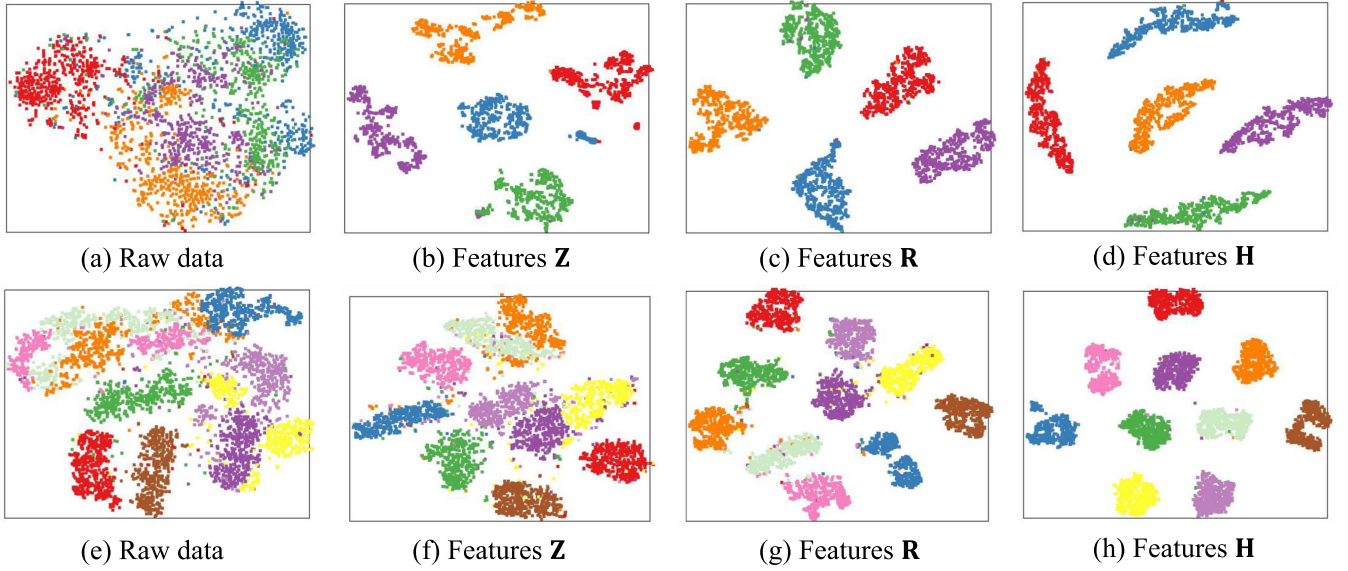 (a) Raw data
(b) Features Z
(c) Features R
(d) Features H
(e) Raw data
(f) Features Z
(g) Features R
(h) Features H